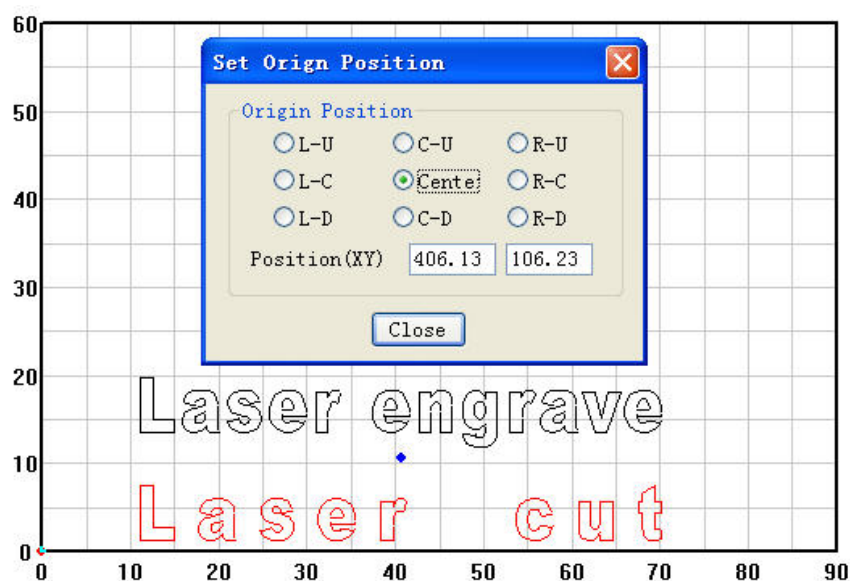 60
Set Orign Position
50
Origin Position
L-U C-U R-U
L-C Cente R-C
40
L-D C-D R-D
Position(XY) 406.13 106.23
30
Close
20
Laser engrave
10
Laser cut
0
0 10 20 30 40 50 60 70 80 90